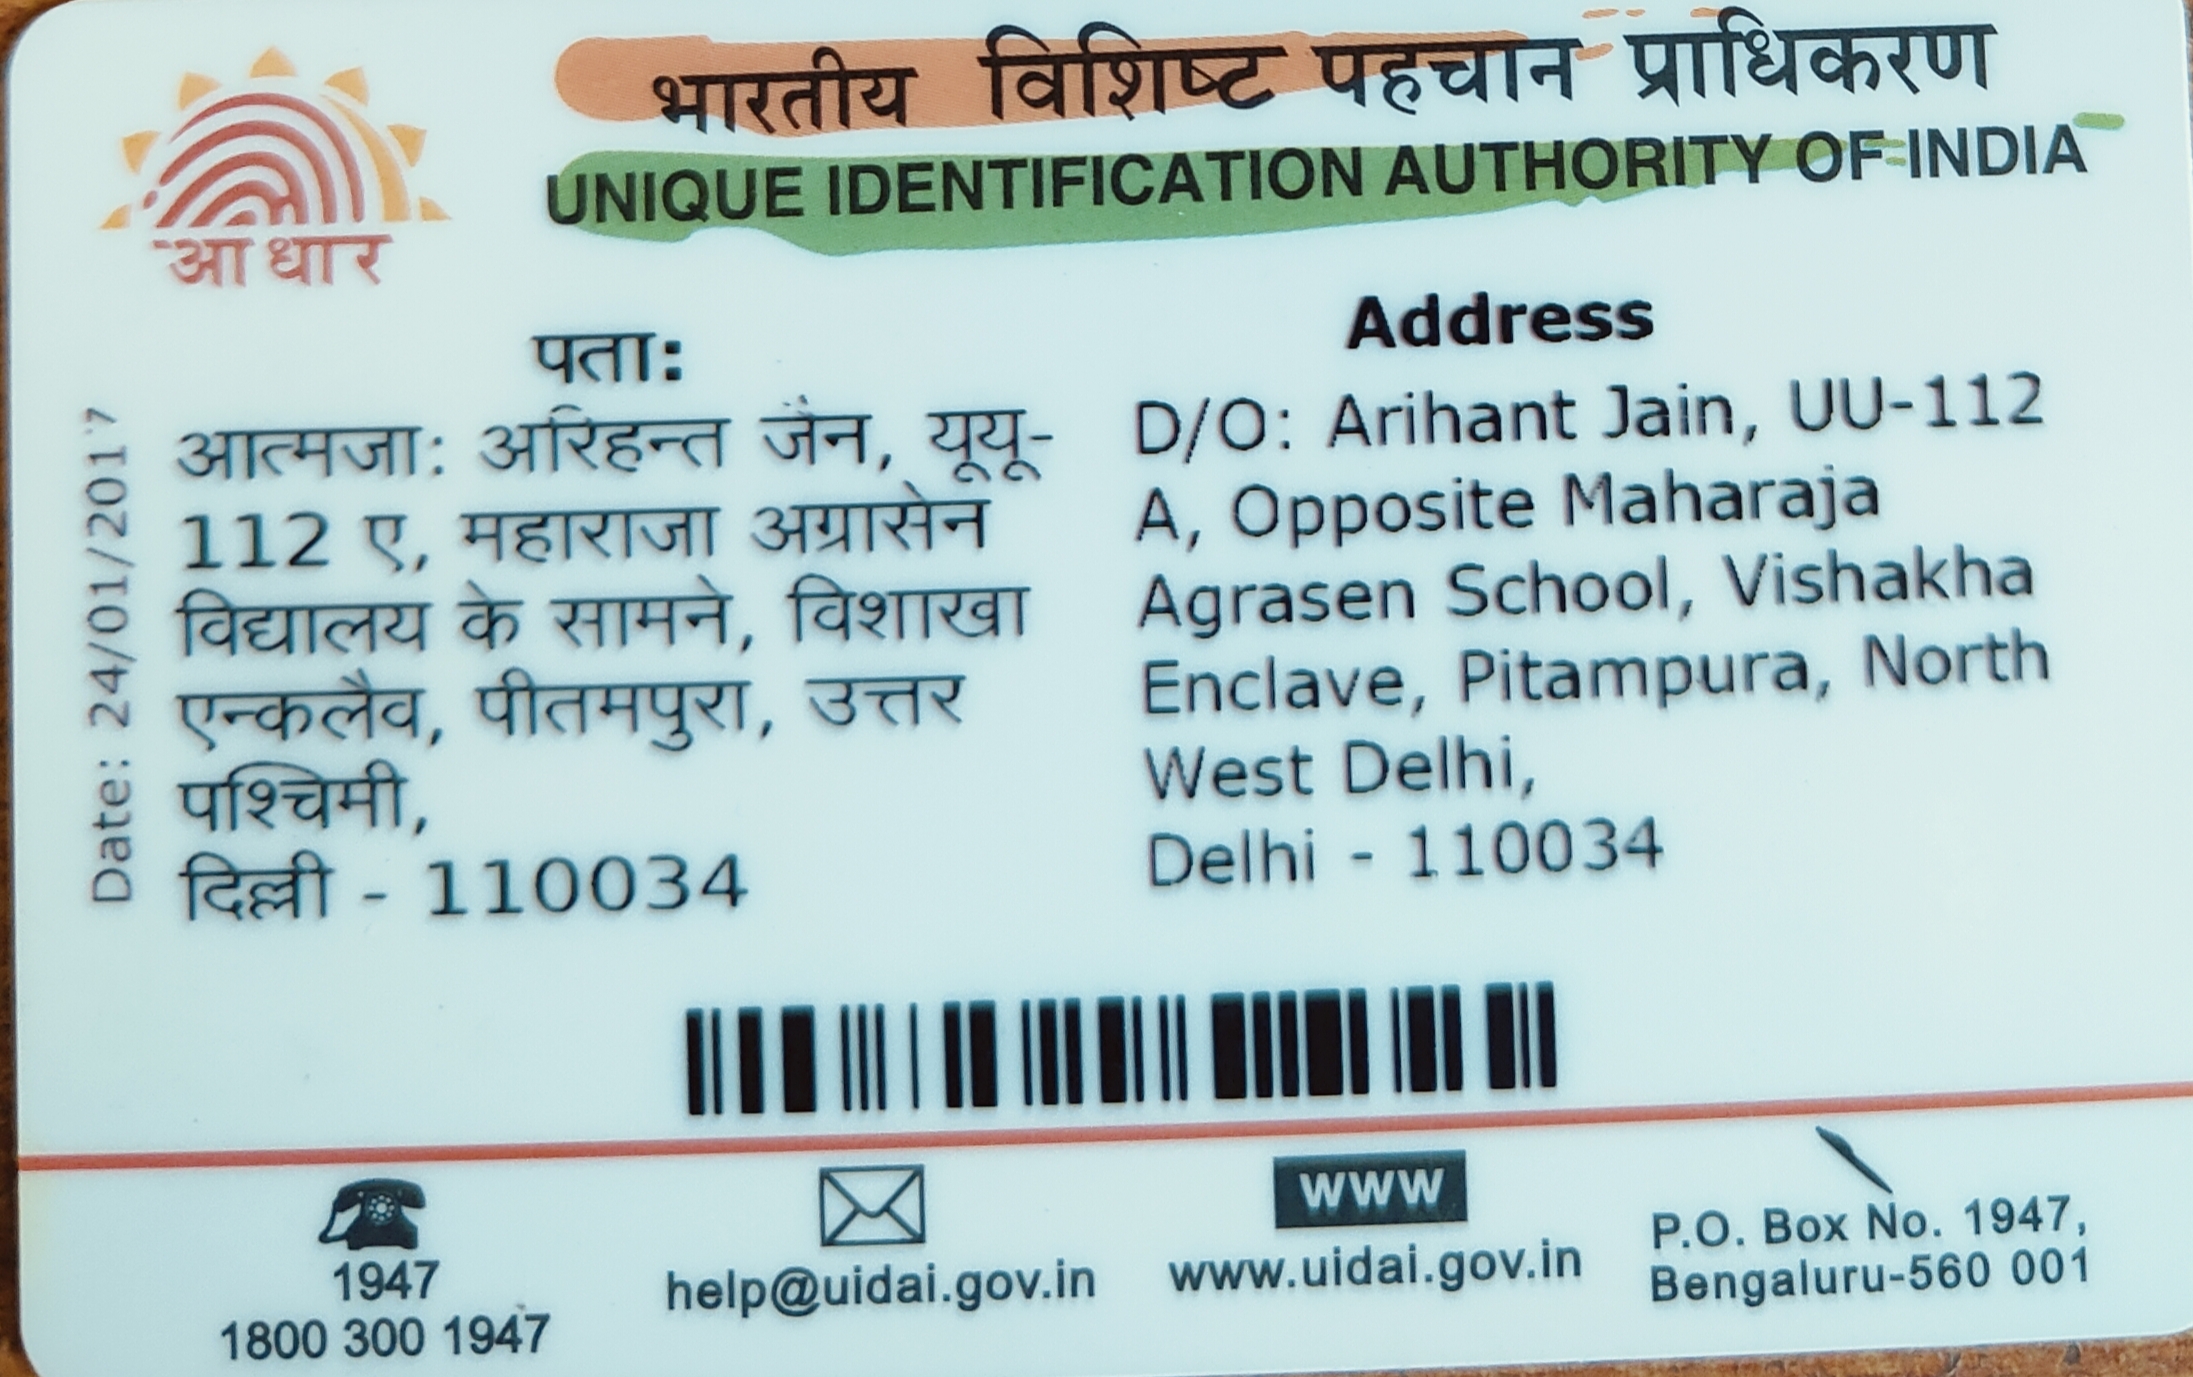 भारतीय विशिष्ट पहचान प्राधिकरण
UNIQUE IDENTIFICATION AUTHORITY OF INDIA
आधार
पता:
आत्मजा: अरिहन्त जैन, यूयू-
112 ए, महाराजा अग्रासेन
विद्यालय के सामने, विशाखा
एन्कलैव, पीतमपुरा, उत्तर
पश्चिमी,
दिल्ली - 110034
Address
D/O: Arihant Jain, UU-112
A, Opposite Maharaja
Agrasen School, Vishakha
Enclave, Pitampura, North
West Delhi,
Delhi - 110034
Date: 24/01/2017
1947
1800 300 1947
help@uidai.gov.in
WWW
www.uidai.gov.in
P.O. Box No. 1947,
Bengaluru-560 001